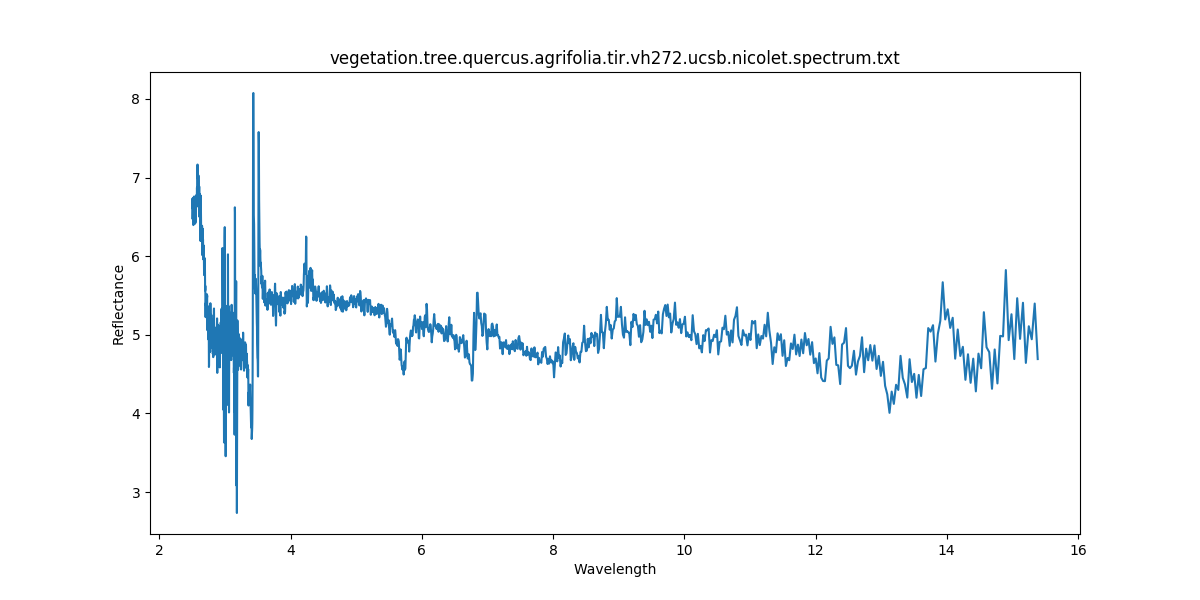 vegetation.tree.quercus.agrifolia.tir.vh272.ucsb.nicolet.spectrum.txt
8
7
6
5
4
3
Reflectance
2 4 6 8 10 12 14 16
Wavelength